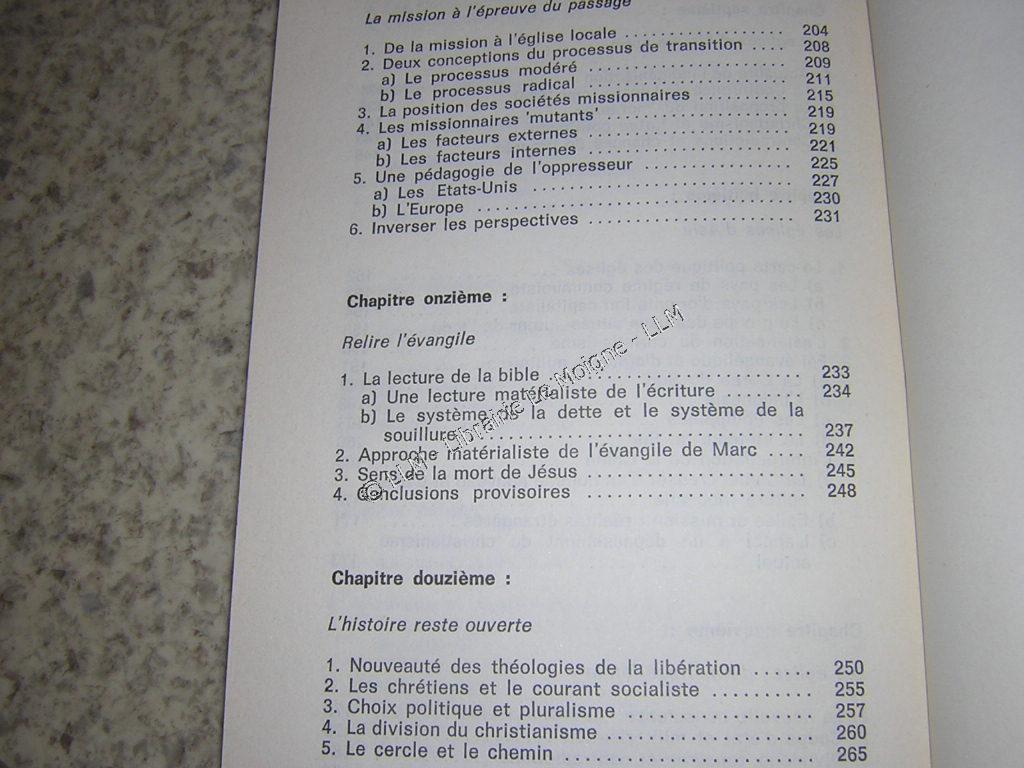 La mission à l'épreuve du passage
1. De la mission à l'église locale .................. 204
2. Deux conceptions du processus de transition .... 208
a) Le processus modéré ..................... 209
b) Le processus radical ..................... 211
3. La position des sociétés missionnaires .......... 215
4. Les missionnaires 'mutants' ................... 219
a) Les facteurs externes ..................... 219
b) Les facteurs internes ..................... 221
5. Une pédagogie de l'oppresseur ................ 225
a) Les Etats-Unis .......................... 227
b) L'Europe ............................... 230
6. Inverser les perspectives ..................... 231
Chapitre onzième :
Relire l'évangile
1. La lecture de la bible ......................... 233
a) Une lecture matérialiste de l'écriture ........ 234
b) Le système de la dette et le système de la
souillure ................................... 237
2. Approche matérialiste de l'évangile de Marc .... 242
3. Sens de la mort de Jésus ..................... 245
4. Conclusions provisoires ...................... 248
© LLM - Librairie Le Moigne - LLM
Chapitre douzième :
L'histoire reste ouverte
1. Nouveauté des théologies de la libération ...... 250
2. Les chrétiens et le courant socialiste .......... 255
3. Choix politique et pluralisme .................. 257
4. La division du christianisme ................... 260
5. Le cercle et le chemin ........................ 265